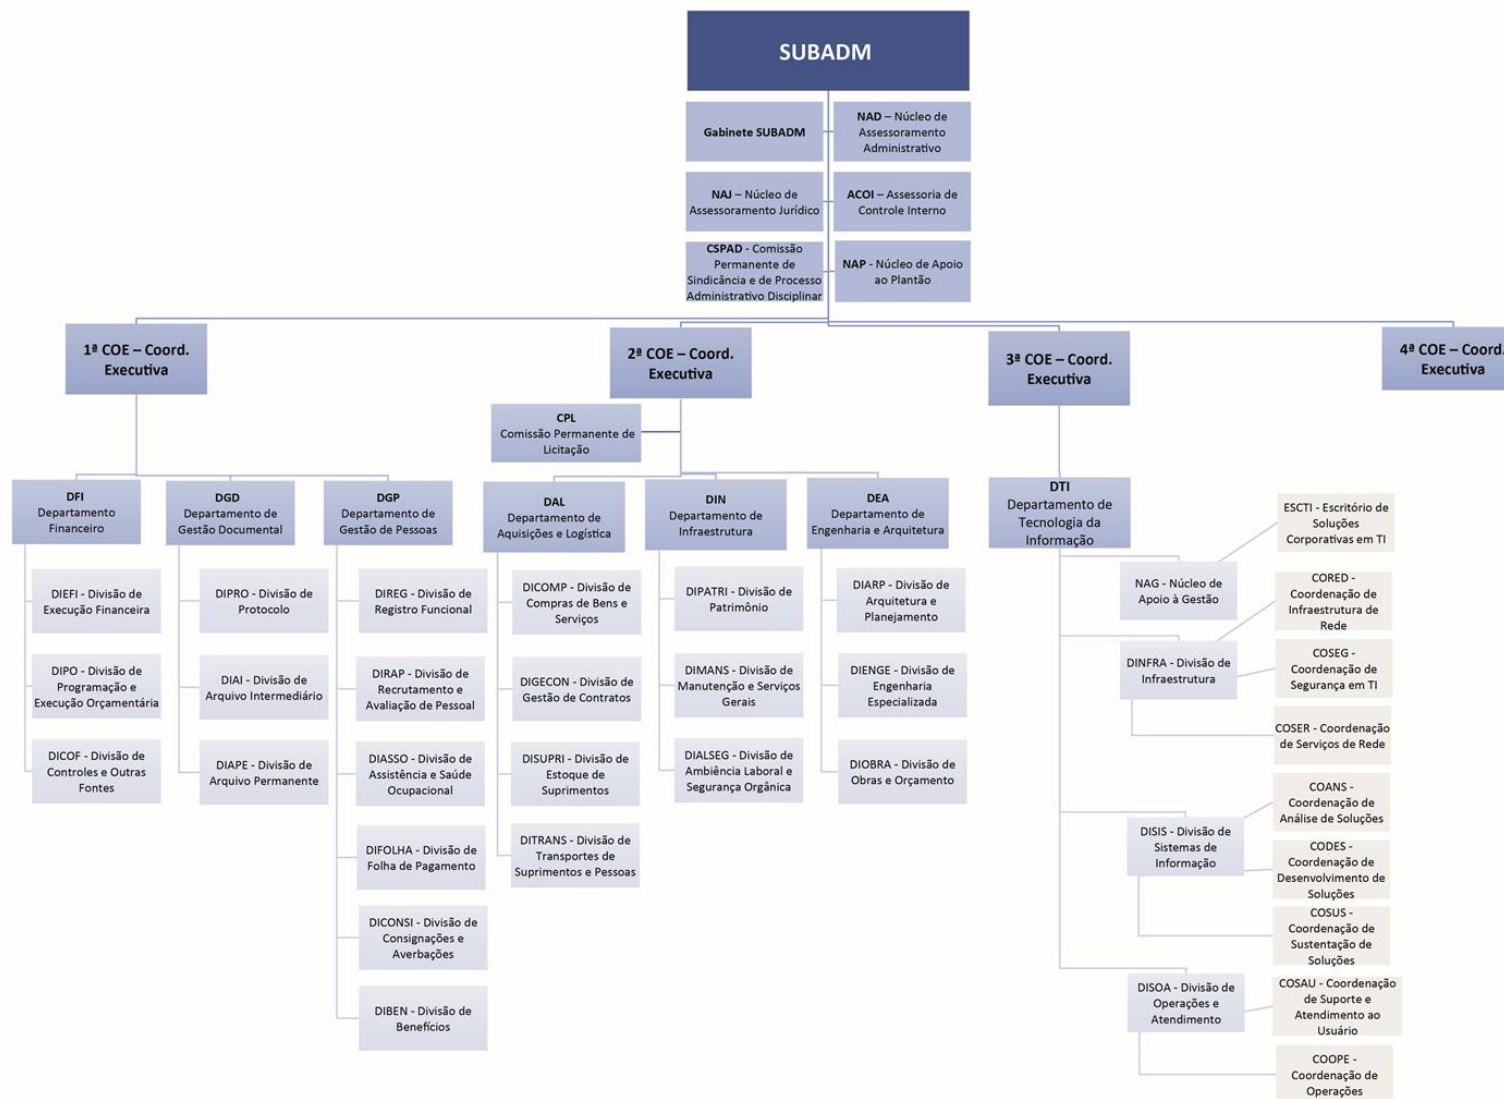 SUBADM
Gabinete SUBADM
NAD – Núcleo de
Assessoramento
Administrativo
NAJ – Núcleo de
Assessoramento Jurídico
ACOI – Assessoria de
Controle Interno
CSPAD - Comissão
Permanente de
Sindicância e de Processo
Administrativo Disciplinar
NAP - Núcleo de Apoio
ao Plantão
1ª COE – Coord.
Executiva
2ª COE – Coord.
Executiva
3ª COE – Coord.
Executiva
4ª COE – Coord.
Executiva
CPL
Comissão Permanente de
Licitação
DFI
Departamento
Financeiro
DGD
Departamento de
Gestão Documental
DGP
Departamento de
Gestão de Pessoas
DAL
Departamento de
Aquisições e Logística
DIN
Departamento de
Infraestrutura
DEA
Departamento de
Engenharia e Arquitetura
DTI
Departamento de
Tecnologia da
Informação
DIEFI - Divisão de
Execução Financeira
DIPO - Divisão de
Programação e
Execução Orçamentária
DICOF - Divisão de
Controles e Outras
Fontes
DIPRO - Divisão de
Protocolo
DIAI - Divisão de
Arquivo Intermediário
DIAPE - Divisão de
Arquivo Permanente
DIREG - Divisão de
Registro Funcional
DIRAP - Divisão de
Recrutamento e
Avaliação de Pessoal
DIASSO - Divisão de
Assistência e Saúde
Ocupacional
DIFOLHA - Divisão de
Folha de Pagamento
DICONSI - Divisão de
Consignações e
Averbações
DIBEN - Divisão de
Benefícios
DICOMP - Divisão de
Compras de Bens e
Serviços
DIGECON - Divisão de
Gestão de Contratos
DISUPRI - Divisão de
Estoque de
Suprimentos
DITRANS - Divisão de
Transportes de
Suprimentos e Pessoas
DIPATRI - Divisão de
Patrimônio
DIMANS - Divisão de
Manutenção e Serviços
Gerais
DIALSEG - Divisão de
Ambiência Laboral e
Segurança Orgânica
DIARP - Divisão de
Arquitetura e
Planejamento
DIENGE - Divisão de
Engenharia
Especializada
DIOBRA - Divisão de
Obras e Orçamento
NAG - Núcleo de
Apoio à Gestão
ESCTI - Escritório de
Soluções
Corporativas em TI
DINFRA - Divisão de
Infraestrutura
CORED -
Coordenação de
Infraestrutura de
Rede
COSEG -
Coordenação de
Segurança em TI
COSER - Coordenação
de Serviços de Rede
DISIS - Divisão de
Sistemas de
Informação
COANS -
Coordenação de
Análise de Soluções
CODES -
Coordenação de
Desenvolvimento de
Soluções
COSUS -
Coordenação de
Sustentação de
Soluções
DISOA - Divisão de
Operações e
Atendimento
COSAU - Coordenação
de Suporte e
Atendimento ao
Usuário
COOPE -
Coordenação de
Operações